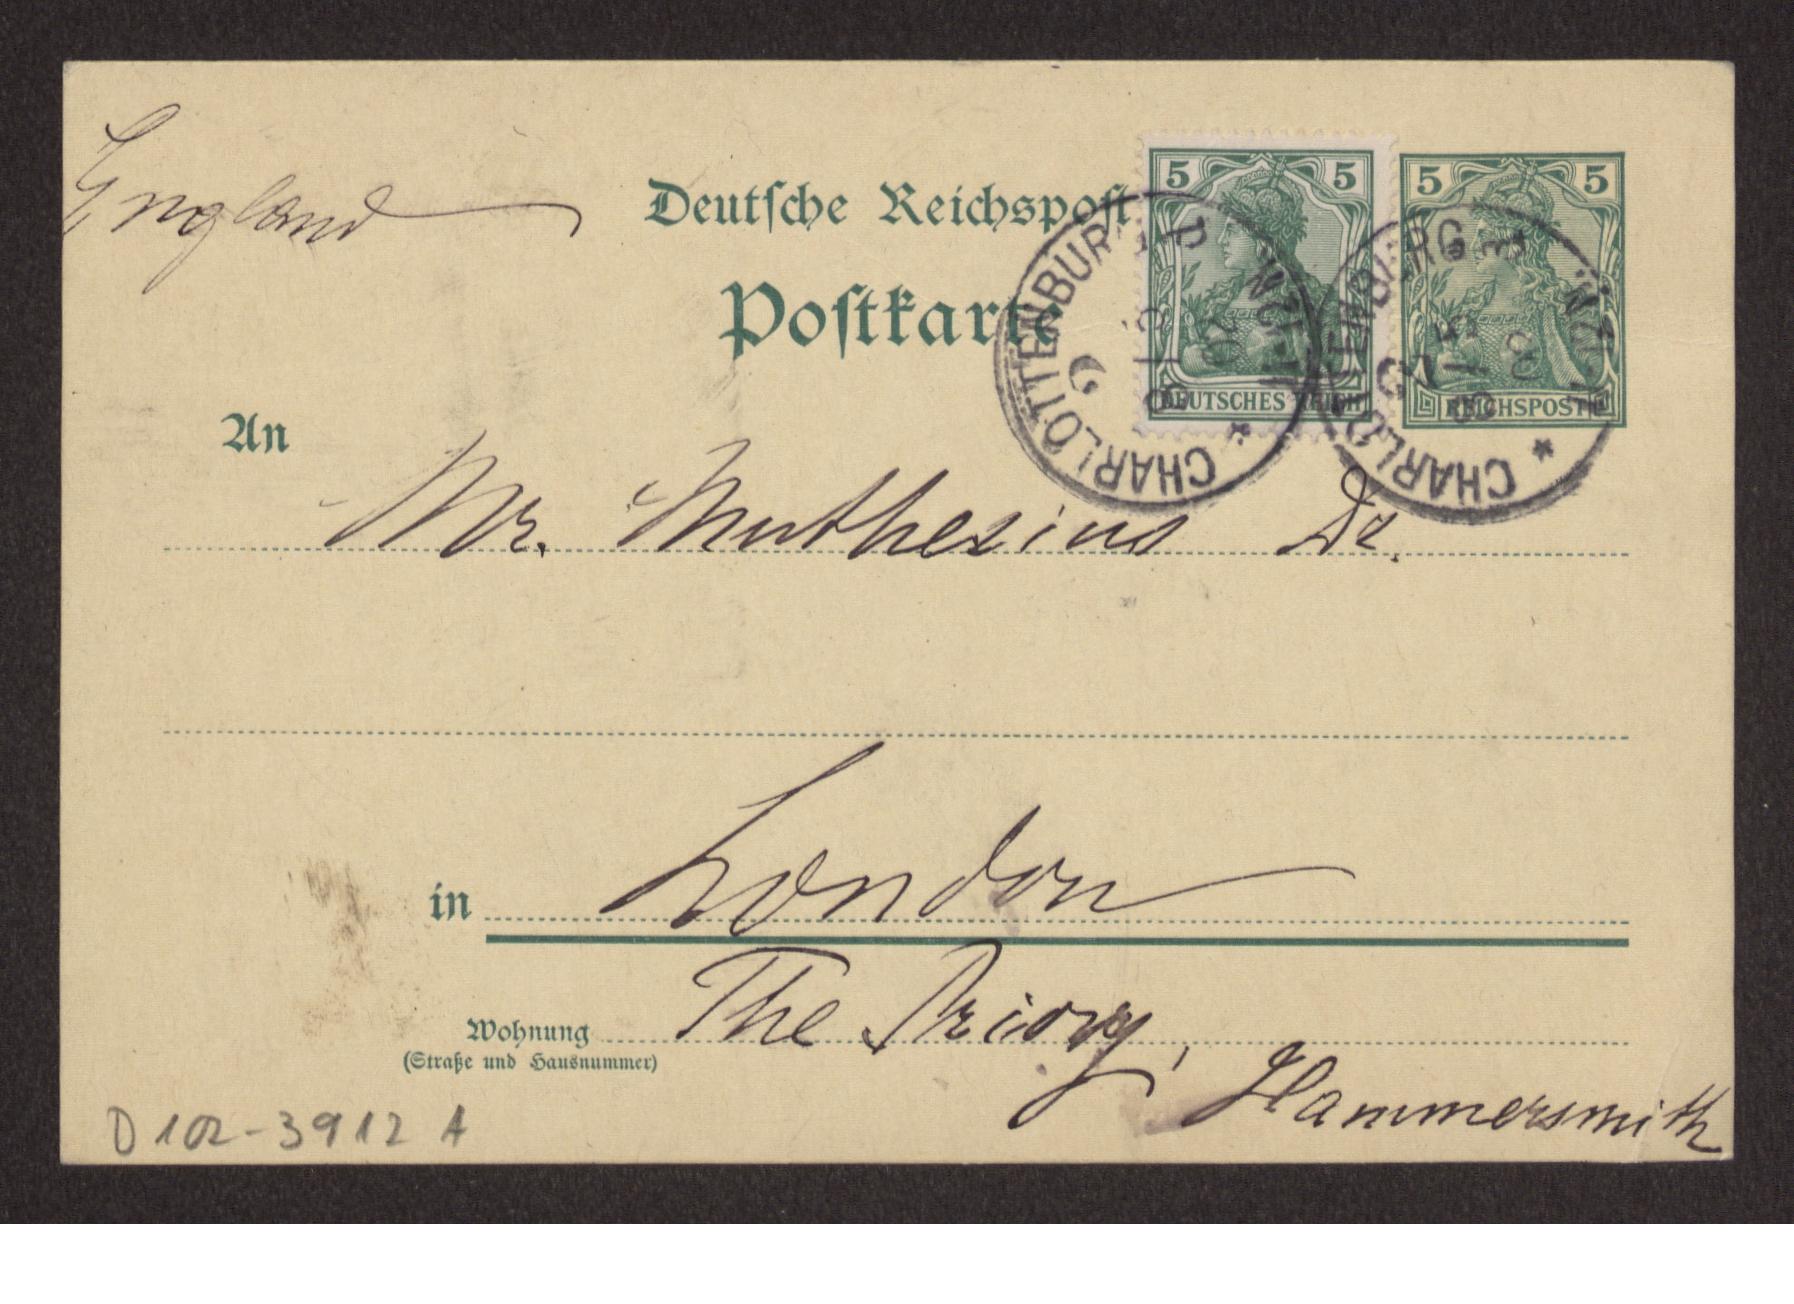 England
Deutsche Reichspost
Postkarte
5 5
DEUTSCHES REICH
5 5
REICHSPOST
CHARLOTTENBURG
CHARLOTTENBURG
An
Mr. Muthesius Dr.
in London
Wohnung The Priory,
(Straße und Hausnummer)
Hammersmith
D 102-3912 A